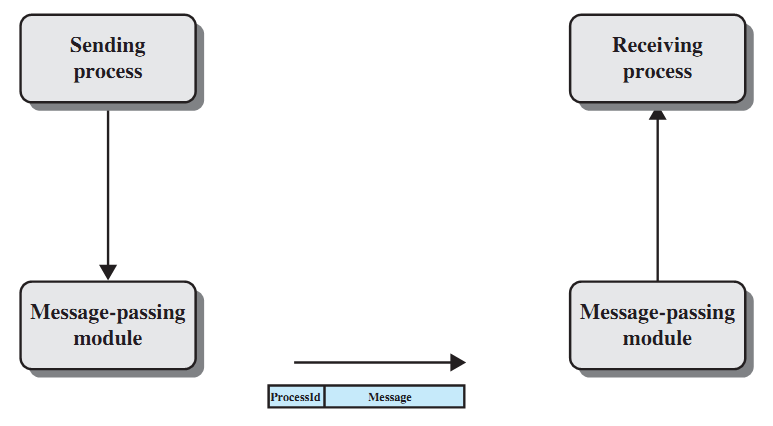 Sending
process
Receiving
process
Message-passing
module
Message-passing
module
ProcessId
Message